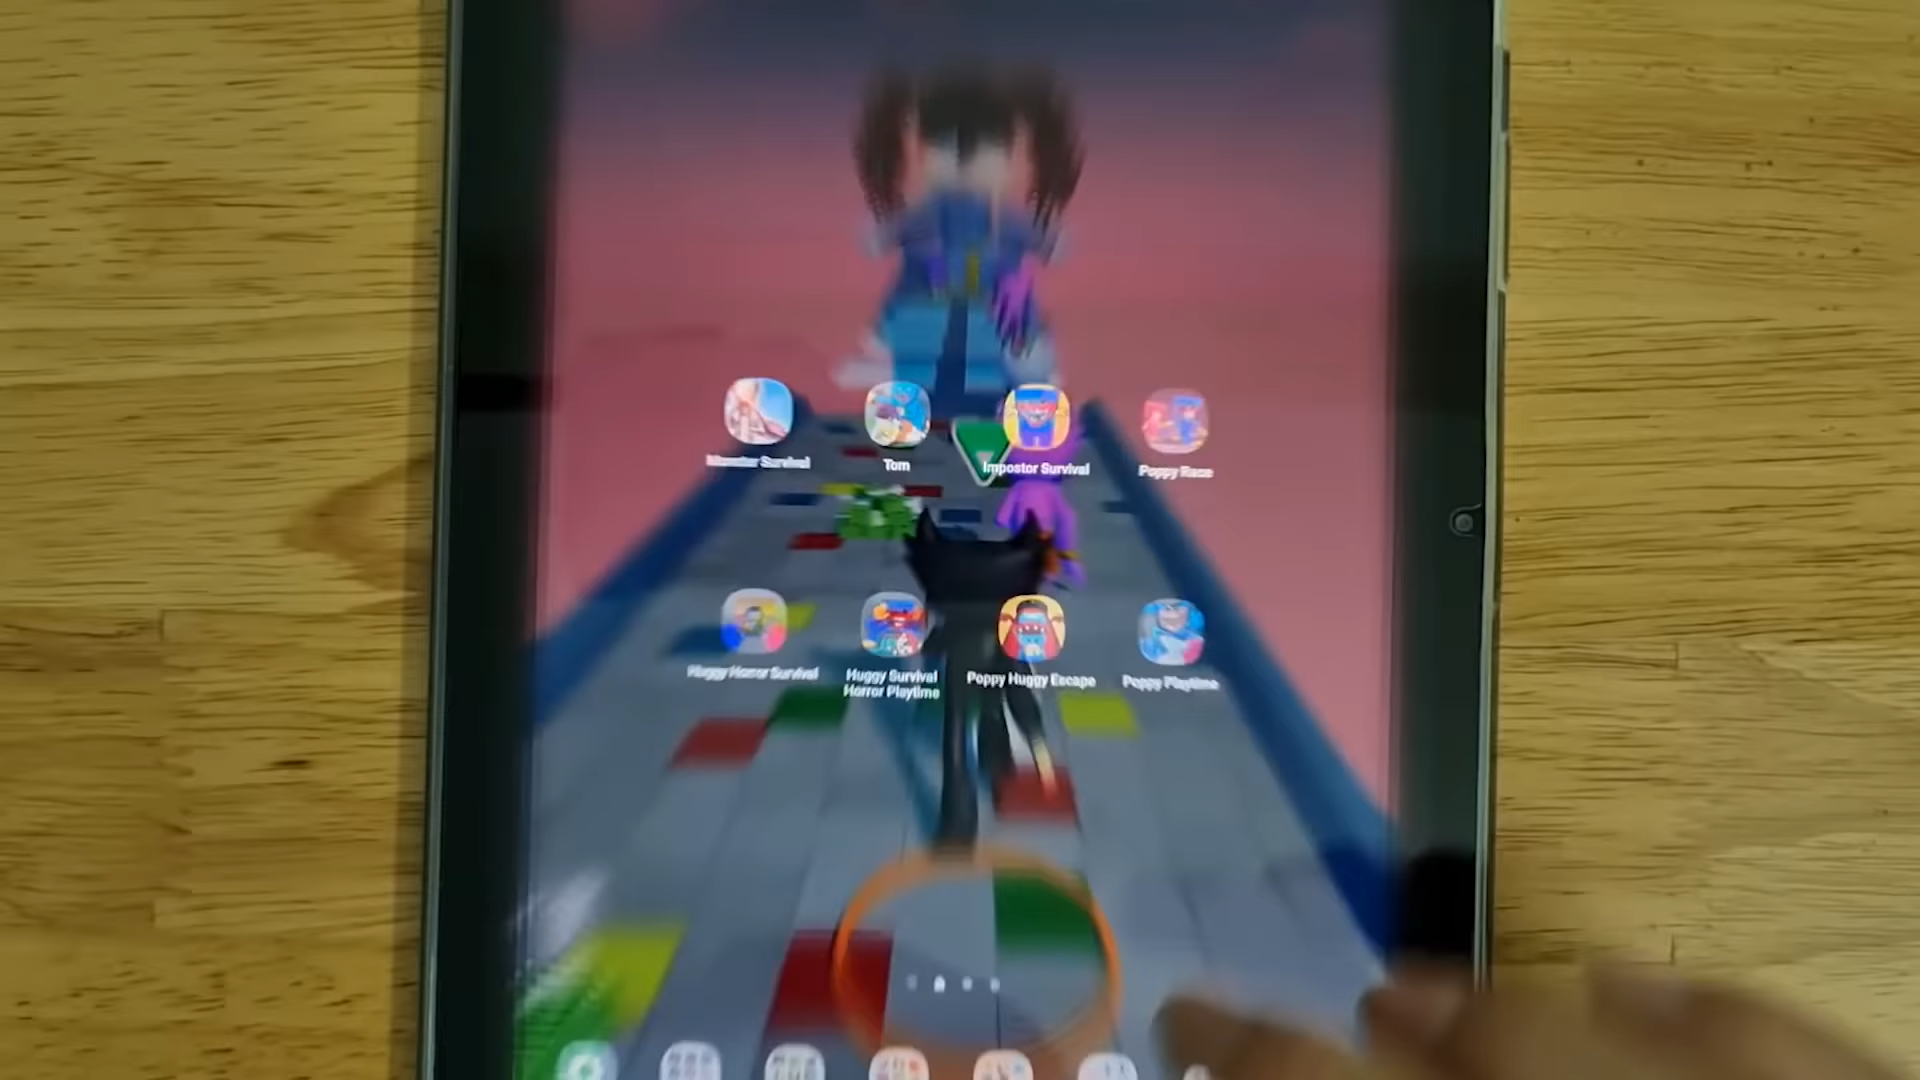 Monster Survival
Tom
Impostor Survival
Poppy Race
Huggy Horror Survival
Huggy Survival
Horror Playtime
Poppy Huggy Escape
Poppy Playtime